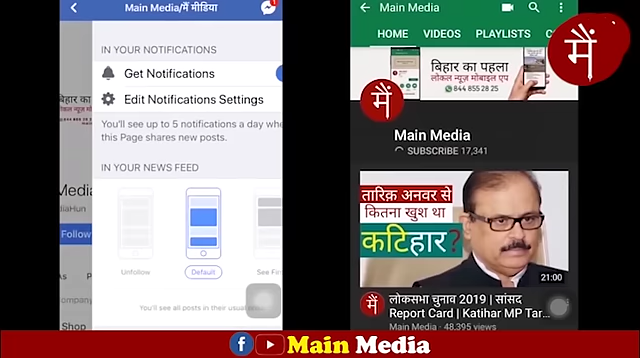 Main Media/मैं मीडिया
1
IN YOUR NOTIFICATIONS
Get Notifications
Edit Notifications Settings
You'll see up to 5 notifications a day whe
this Page shares new posts.
IN YOUR NEWS FEED
Unfollow
Default
See Firs
You'll see all posts in their usual
Media
iaHun
Follow
Shop
Main Media
HOME VIDEOS PLAYLISTS C
बिहार का पहला
लोकल न्यूज़ मोबाइल एप
844 855 28 25
मैं
मैं
Main Media
SUBSCRIBE 17,341
तारिक़ अनवर से
कितना खुश था
कटिहार?
21:00
मैं
लोकसभा चुनाव 2019 | सांसद
Report Card | Katihar MP Tar...
Main Media - 48,395 views
f Main Media